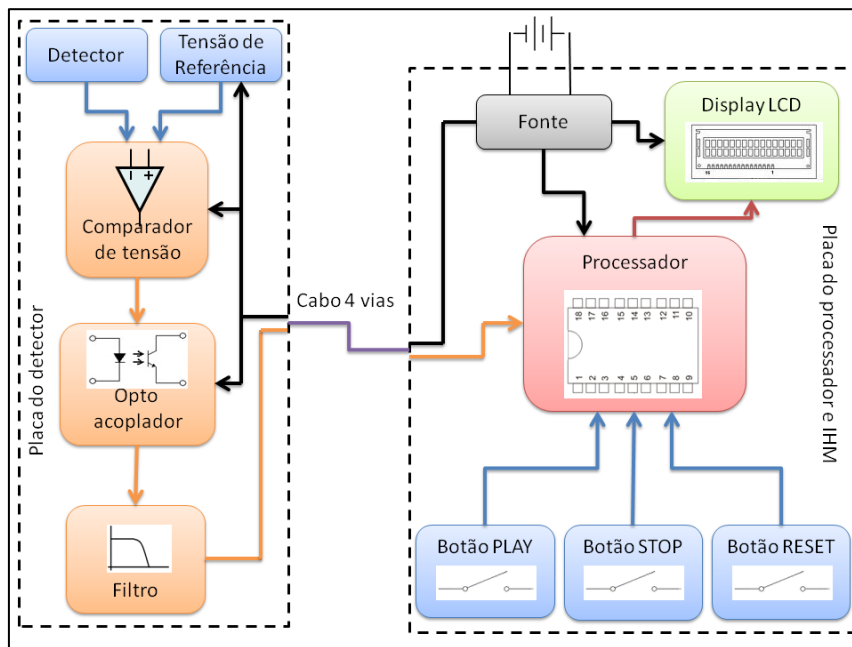 Detector
Tensão de
Referência
Comparador
de tensão
Opto
acoplador
Filtro
Placa do detector
Cabo 4 vias
Fonte
Display LCD
16 1
Processador
18 17 16 15 14 13 12 11 10
1 2 3 4 5 6 7 8 9
Placa do processador e IHM
Botão PLAY
Botão STOP
Botão RESET